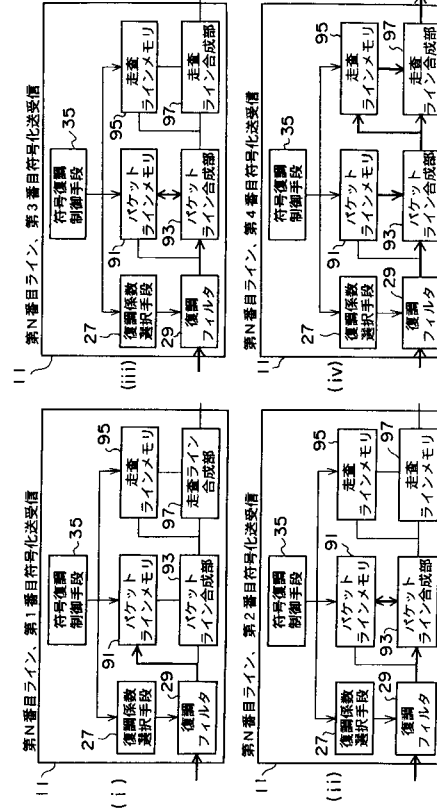 第N番目ライン、第1番目符号化送受信
11
(i)
符号復調
制御手段
35
27
復調係数
選択手段
91
パケット
ラインメモリ
95
走査
ラインメモリ
29
復調
フィルタ
93
パケット
ライン合成部
97
走査ライン
合成部
第N番目ライン、第2番目符号化送受信
11
(ii)
符号復調
制御手段
35
27
復調係数
選択手段
91
パケット
ラインメモリ
95
走査
ラインメモリ
29
復調
フィルタ
93
パケット
ライン合成部
97
走査
ライン合成部
第N番目ライン、第3番目符号化送受信
11
(iii)
符号復調
制御手段
35
27
復調係数
選択手段
91
パケット
ラインメモリ
95
走査
ラインメモリ
29
復調
フィルタ
93
パケット
ライン合成部
97
走査
ライン合成部
第N番目ライン、第4番目符号化送受信
11
(iv)
符号復調
制御手段
35
27
復調係数
選択手段
91
パケット
ラインメモリ
95
走査
ラインメモリ
29
復調
フィルタ
93
パケット
ライン合成部
97
走査
ライン合成部